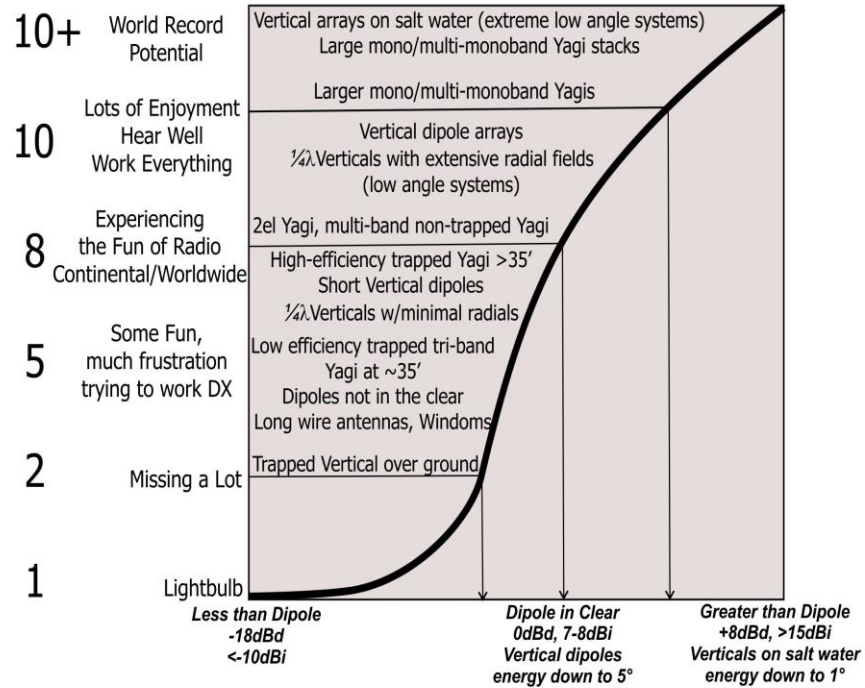 10+
World Record
Potential
Vertical arrays on salt water (extreme low angle systems)
Large mono/multi-monoband Yagi stacks
Larger mono/multi-monoband Yagis
10
Lots of Enjoyment
Hear Well
Work Everything
Vertical dipole arrays
¼λVerticals with extensive radial fields
(low angle systems)
2el Yagi, multi-band non-trapped Yagi
8
Experiencing
the Fun of Radio
Continental/Worldwide
High-efficiency trapped Yagi >35’
Short Vertical dipoles
¼λVerticals w/minimal radials
5
Some Fun,
much frustration
trying to work DX
Low efficiency trapped tri-band
Yagi at ~35’
Dipoles not in the clear
Long wire antennas, Windoms
2
Missing a Lot
Trapped Vertical over ground
1
Lightbulb
Less than Dipole
-18dBd
<-10dBi
Dipole in Clear
0dBd, 7-8dBi
Vertical dipoles
energy down to 5°
Greater than Dipole
+8dBd, >15dBi
Verticals on salt water
energy down to 1°